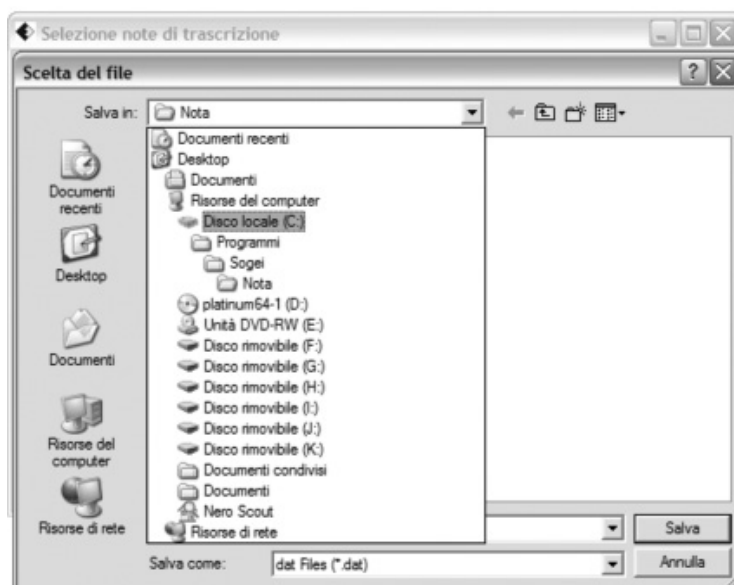 Selezione note di trascrizione
Scelta del file
Salva in: Nota
Documenti recenti
Desktop
Documenti
Risorse del computer
Disco locale (C:)
Programmi
Sogei
Nota
platinum64-1 (D:)
Unità DVD-RW (E:)
Disco rimovibile (F:)
Disco rimovibile (G:)
Disco rimovibile (H:)
Disco rimovibile (I:)
Disco rimovibile (J:)
Disco rimovibile (K:)
Documenti condivisi
Documenti
Nero Scout
Risorse di rete
Documenti
recenti
Desktop
Documenti
Risorse del
computer
Risorse di rete
Salva
Salva come: dat Files (*.dat)
Annulla